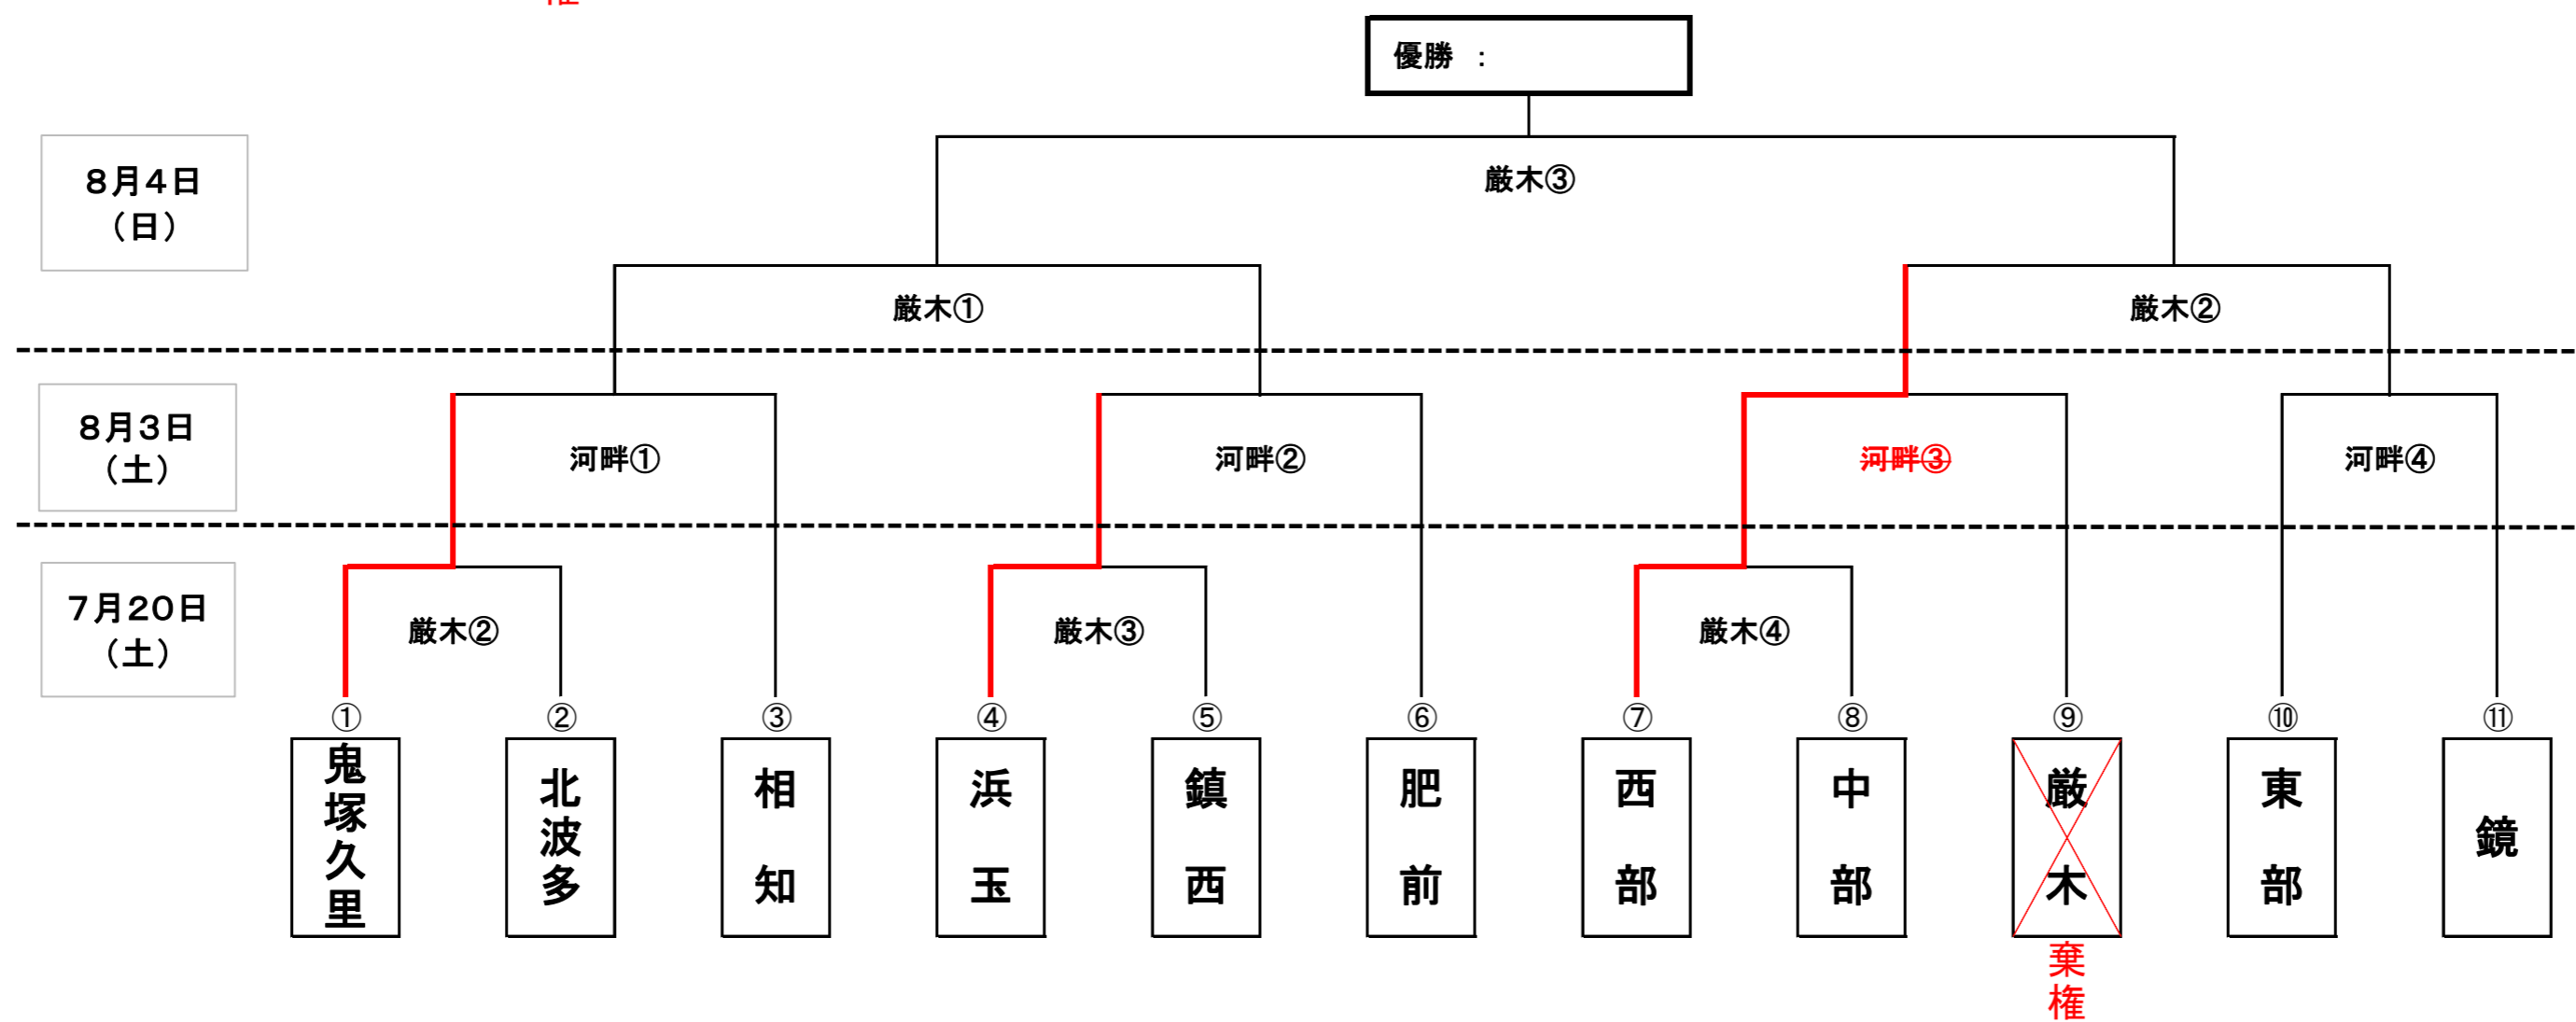 権
優勝 ：
8月4日
（日）
厳木③
厳木①
厳木②
8月3日
（土）
河畔①
河畔②
河畔③
河畔④
7月20日
（土）
厳木②
厳木③
厳木④
①
②
③
④
⑤
⑥
⑦
⑧
⑨
⑩
⑪
鬼塚久里
北波多
相知
浜玉
鎮西
肥前
西部
中部
厳木
東部
鏡
棄権